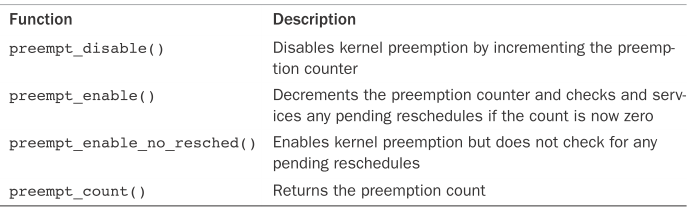 Function Description
preempt_disable() Disables kernel preemption by incrementing the preemp-
tion counter
preempt_enable() Decrements the preemption counter and checks and serv-
ices any pending reschedules if the count is now zero
preempt_enable_no_resched() Enables kernel preemption but does not check for any
pending reschedules
preempt_count() Returns the preemption count